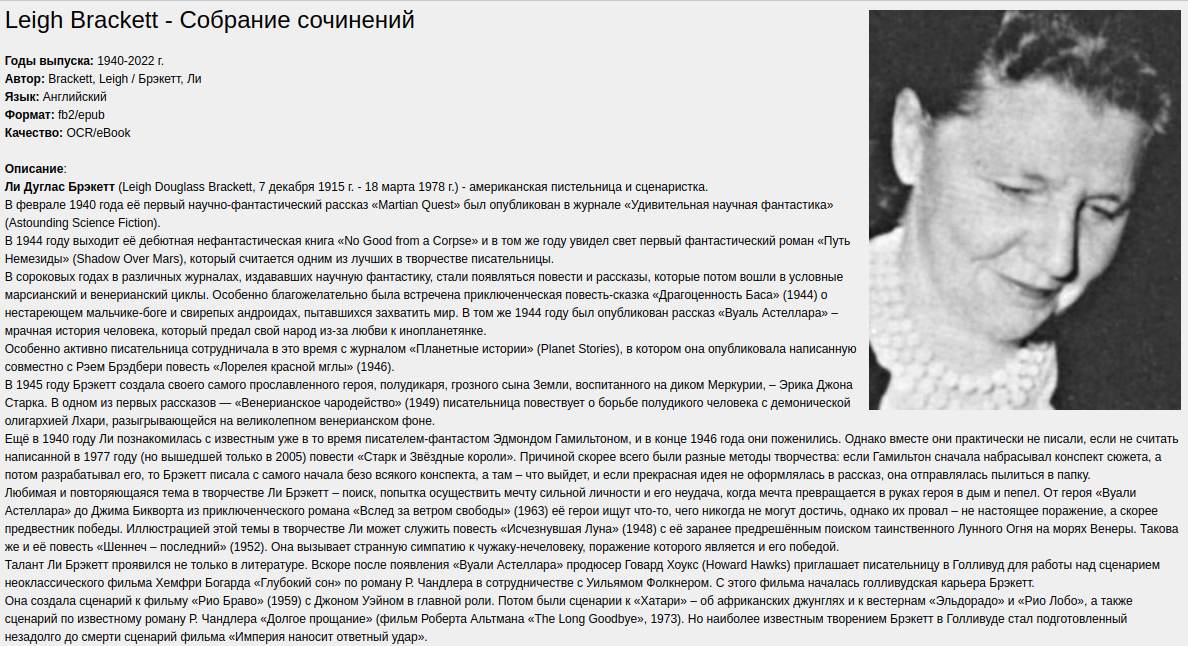 Leigh Brackett - Собрание сочинений
Годы выпуска: 1940-2022 г.
Автор: Brackett, Leigh / Брэкетт, Ли
Язык: Английский
Формат: fb2/epub
Качество: OCR/eBook
Описание:
Ли Дуглас Брэкетт (Leigh Douglass Brackett, 7 декабря 1915 г. - 18 марта 1978 г.) - американская пистельница и сценаристка.
В феврале 1940 года её первый научно-фантастический рассказ «Martian Quest» был опубликован в журнале «Удивительная научная фантастика»
(Astounding Science Fiction).
В 1944 году выходит её дебютная нефантастическая книга «No Good from a Corpse» и в том же году увидел свет первый фантастический роман «Путь
Немезиды» (Shadow Over Mars), который считается одним из лучших в творчестве писательницы.
В сороковых годах в различных журналах, издававших научную фантастику, стали появляться повести и рассказы, которые потом вошли в условные
марсианский и венерианский циклы. Особенно благожелательно была встречена приключенческая повесть-сказка «Драгоценность Баса» (1944) о
нестареющем мальчике-боге и свирепых андроидах, пытавшихся захватить мир. В том же 1944 году был опубликован рассказ «Вуаль Астеллара» –
мрачная история человека, который предал свой народ из-за любви к инопланетянке.
Особенно активно писательница сотрудничала в это время с журналом «Планетные истории» (Planet Stories), в котором она опубликовала написанную
совместно с Рэем Брэдбери повесть «Лорелея красной мглы» (1946).
В 1945 году Брэкетт создала своего самого прославленного героя, полудикаря, грозного сына Земли, воспитанного на диком Меркурии, – Эрика Джона
Старка. В одном из первых рассказов — «Венерианское чародейство» (1949) писательница повествует о борьбе полудикого человека с демонической
олигархией Лхари, разыгрывающейся на великолепном венерианском фоне.
Ещё в 1940 году Ли познакомилась с известным уже в то время писателем-фантастом Эдмондом Гамильтоном, и в конце 1946 года они поженились. Однако вместе они практически не писали, если не считать
написанной в 1977 году (но вышедшей только в 2005) повести «Старк и Звёздные короли». Причиной скорее всего были разные методы творчества: если Гамильтон сначала набрасывал конспект сюжета, а
потом разрабатывал его, то Брэкетт писала с самого начала безо всякого конспекта, а там – что выйдет, и если прекрасная идея не оформлялась в рассказ, она отправлялась пылиться в папку.
Любимая и повторяющаяся тема в творчестве Ли Брэкетт – поиск, попытка осуществить мечту сильной личности и его неудача, когда мечта превращается в руках героя в дым и пепел. От героя «Вуали
Астеллара» до Джима Бикворта из приключенческого романа «Вслед за ветром свободы» (1963) её герои ищут что-то, чего никогда не могут достичь, однако их провал – не настоящее поражение, а скорее
предвестник победы. Иллюстрацией этой темы в творчестве Ли может служить повесть «Исчезнувшая Луна» (1948) с её заранее предрешённым поиском таинственного Лунного Огня на морях Венеры. Такова
же и её повесть «Шеннеч – последний» (1952). Она вызывает странную симпатию к чужаку-нечеловеку, поражение которого является и его победой.
Талант Ли Брэкетт проявился не только в литературе. Вскоре после появления «Вуали Астеллара» продюсер Говард Хоукс (Howard Hawks) приглашает писательницу в Голливуд для работы над сценарием
неоклассического фильма Хемфри Богарда «Глубокий сон» по роману Р. Чандлера в сотрудничестве с Уильямом Фолкнером. С этого фильма началась голливудская карьера Брэкетт.
Она создала сценарий к фильму «Рио Браво» (1959) с Джоном Уэйном в главной роли. Потом были сценарии к «Хатари» – об африканских джунглях и к вестернам «Эльдорадо» и «Рио Лобо», а также
сценарий по известному роману Р. Чандлера «Долгое прощание» (фильм Роберта Альтмана «The Long Goodbye», 1973). Но наиболее известным творением Брэкетт в Голливуде стал подготовленный
незадолго до смерти сценарий фильма «Империя наносит ответный удар».